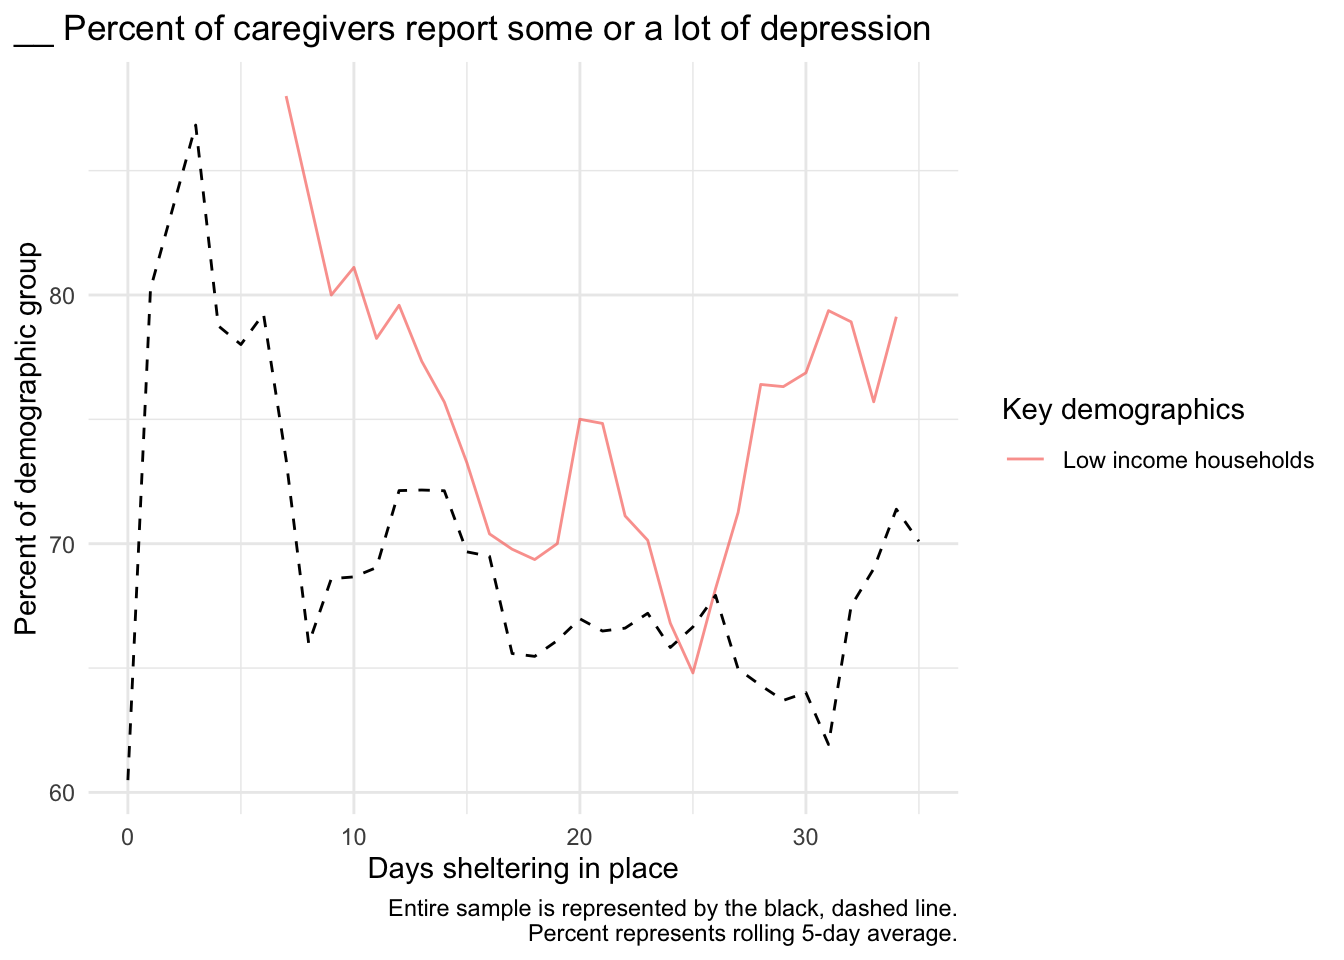 __ Percent of caregivers report some or a lot of depression
Percent of demographic group
80
70
60
0
10
20
30
Days sheltering in place
Key demographics
Low income households
Entire sample is represented by the black, dashed line.
Percent represents rolling 5-day average.